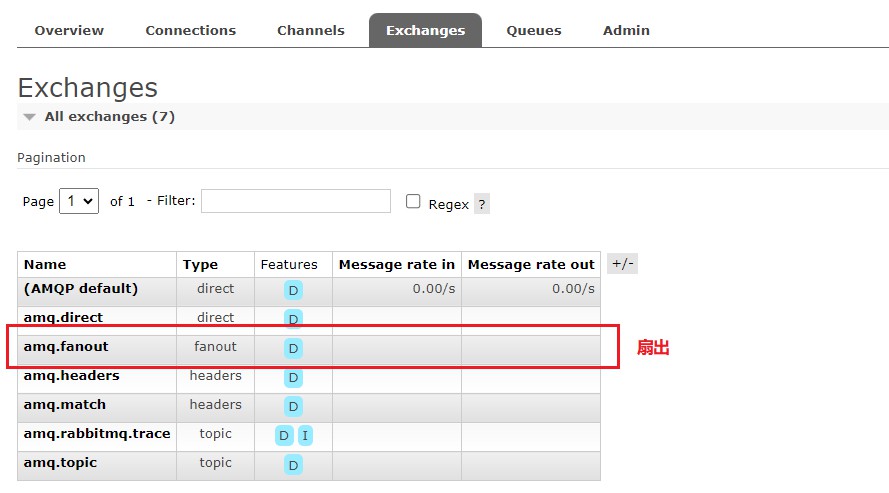 Overview Connections Channels Exchanges Queues Admin
Exchanges
All exchanges (7)
Pagination
Page 1 of 1 - Filter: Regex ?
Name Type Features Message rate in Message rate out +/-
(AMQP default) direct D 0.00/s 0.00/s
amq.direct direct D
amq.fanout fanout D 扇出
amq.headers headers D
amq.match headers D
amq.rabbitmq.trace topic D I
amq.topic topic D